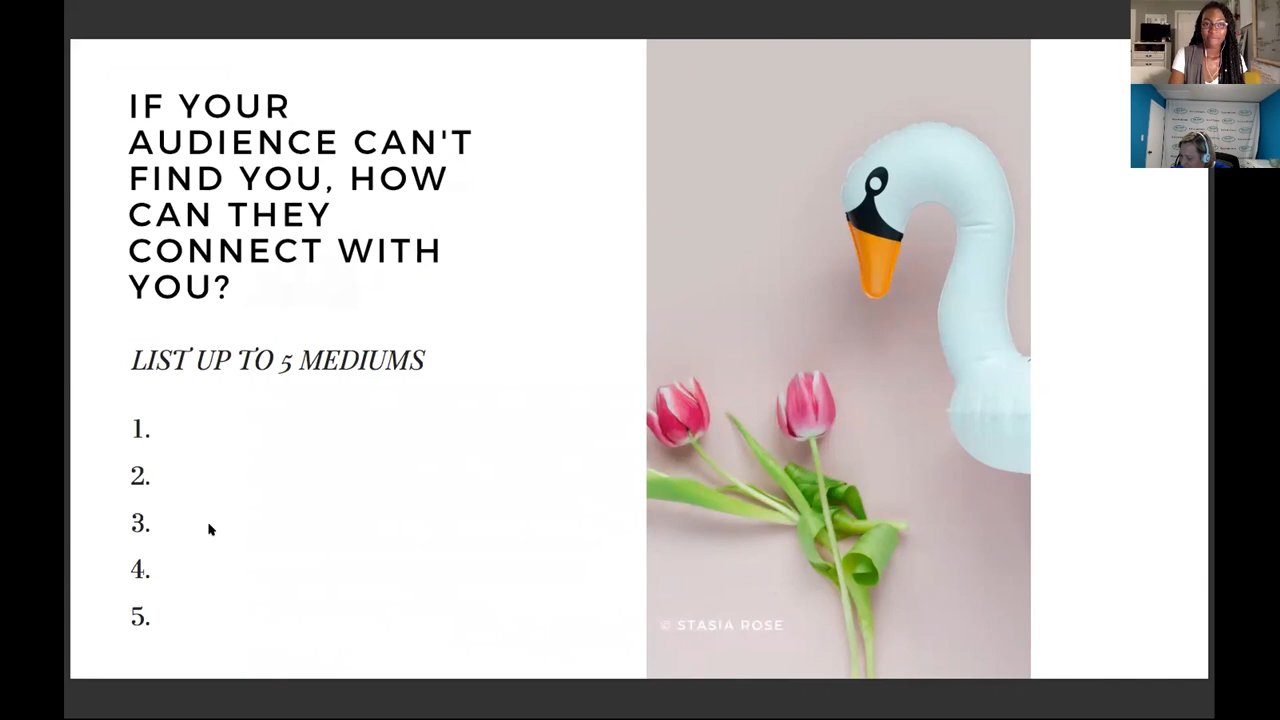 IF YOUR
AUDIENCE CAN'T
FIND YOU, HOW
CAN THEY
CONNECT WITH
YOU?
LIST UP TO 5 MEDIUMS
1.
2.
3.
4.
5.
STASIA ROSE